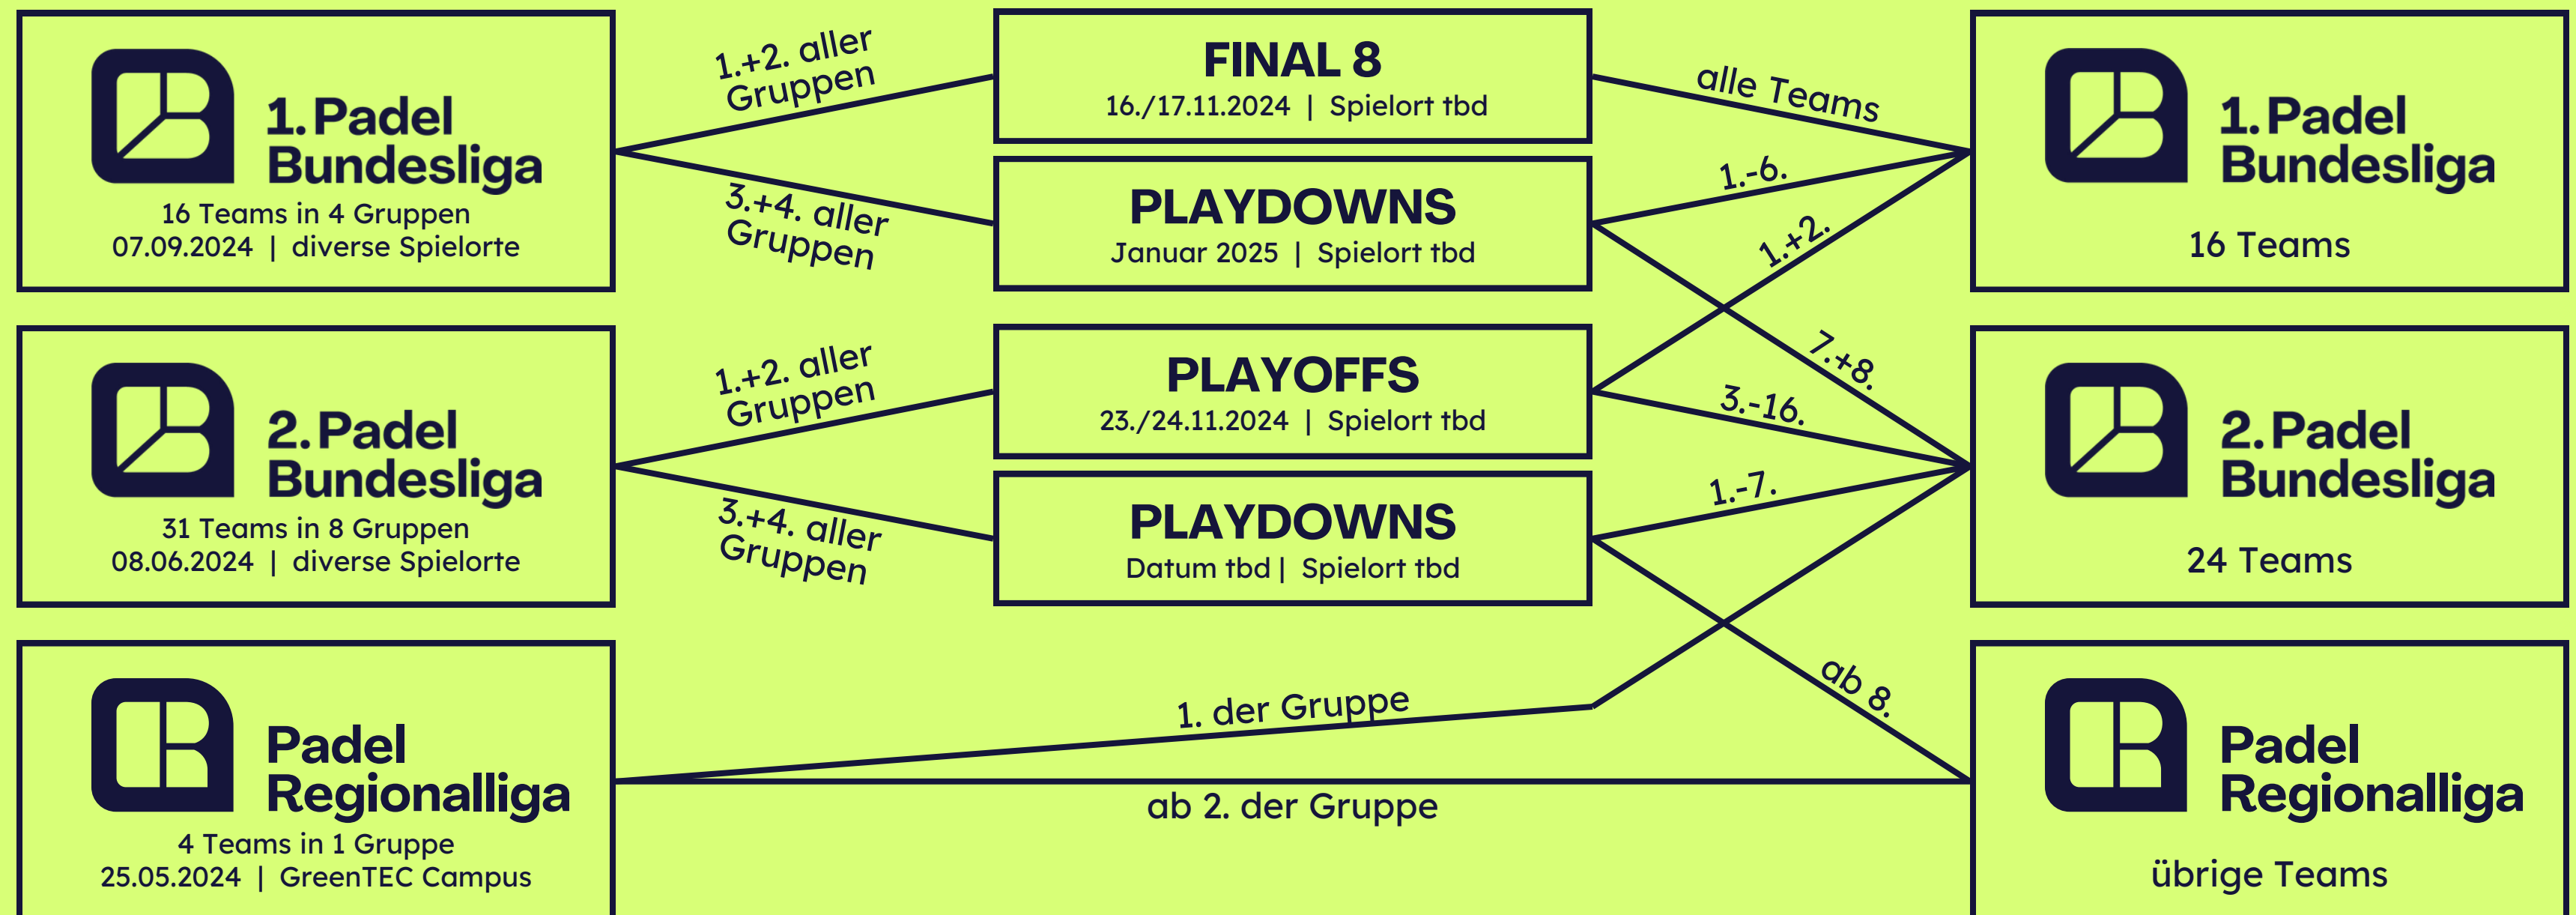 1. Padel
Bundesliga
16 Teams in 4 Gruppen
07.09.2024 | diverse Spielorte
2. Padel
Bundesliga
31 Teams in 8 Gruppen
08.06.2024 | diverse Spielorte
Padel
Regionalliga
4 Teams in 1 Gruppe
25.05.2024 | GreenTEC Campus
1.+2. aller
Gruppen
3.+4. aller
Gruppen
1.+2. aller
Gruppen
3.+4. aller
Gruppen
1. der Gruppe
ab 2. der Gruppe
FINAL 8
16./17.11.2024 | Spielort tbd
PLAYDOWNS
Januar 2025 | Spielort tbd
PLAYOFFS
23./24.11.2024 | Spielort tbd
PLAYDOWNS
Datum tbd | Spielort tbd
alle Teams
1.-6.
1.+2.
7.+8.
3.-16.
1.-7.
ab 8.
1. Padel
Bundesliga
16 Teams
2. Padel
Bundesliga
24 Teams
Padel
Regionalliga
übrige Teams